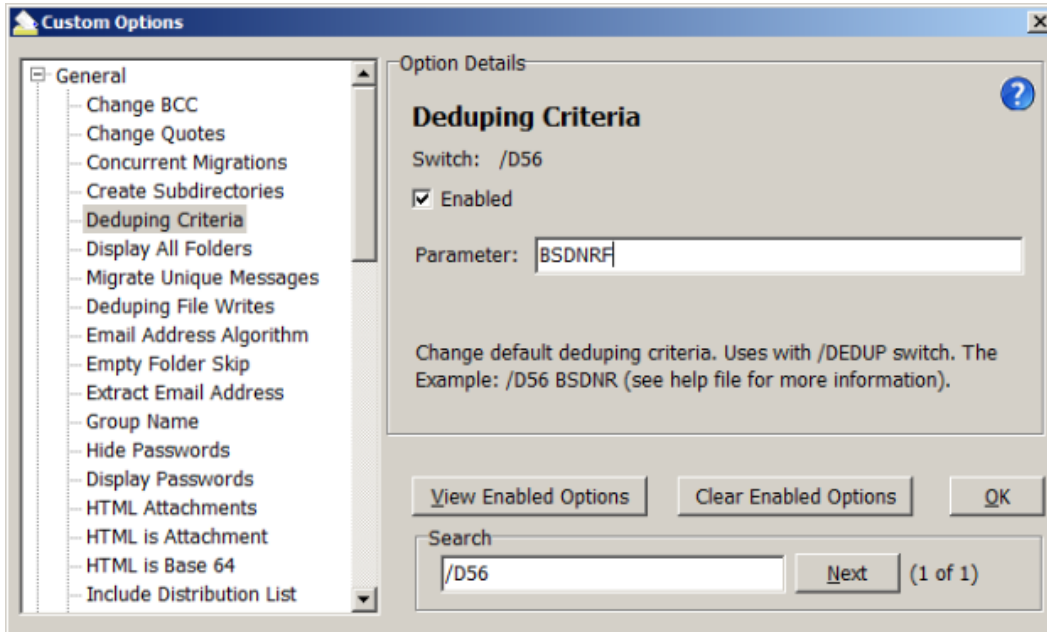 Custom Options
General
Change BCC
Change Quotes
Concurrent Migrations
Create Subdirectories
Deduping Criteria
Display All Folders
Migrate Unique Messages
Deduping File Writes
Email Address Algorithm
Empty Folder Skip
Extract Email Address
Group Name
Hide Passwords
Display Passwords
HTML Attachments
HTML is Attachment
HTML is Base 64
Include Distribution List
Option Details
?
Deduping Criteria
Switch: /D56
Enabled
Parameter: BSDNRF
Change default deduping criteria. Uses with /DEDUP switch. The
Example: /D56 BSDNR (see help file for more information).
View Enabled Options Clear Enabled Options OK
Search
/D56 Next (1 of 1)